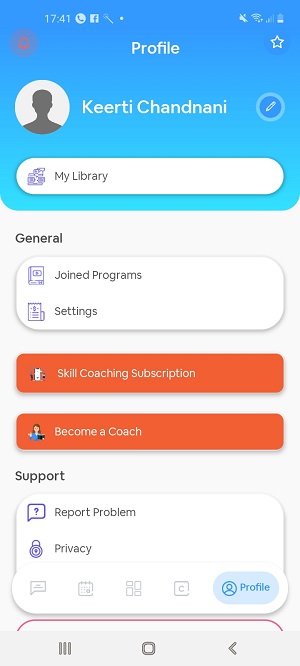 17:41
Profile
Keerti Chandnani
My Library
General
Joined Programs
Settings
Skill Coaching Subscription
Become a Coach
Support
Report Problem
Privacy
C
Profile